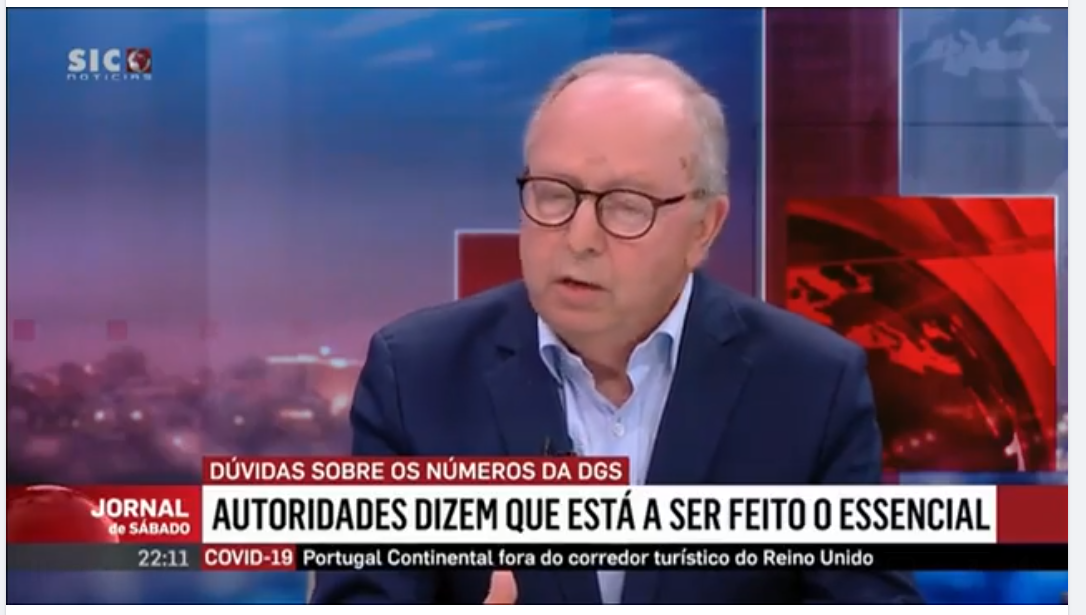 SIC
NOTÍCIAS
DÚVIDAS SOBRE OS NÚMEROS DA DGS
JORNAL
de SÁBADO
AUTORIDADES DIZEM QUE ESTÁ A SER FEITO O ESSENCIAL
22:11
COVID-19 Portugal Continental fora do corredor turístico do Reino Unido